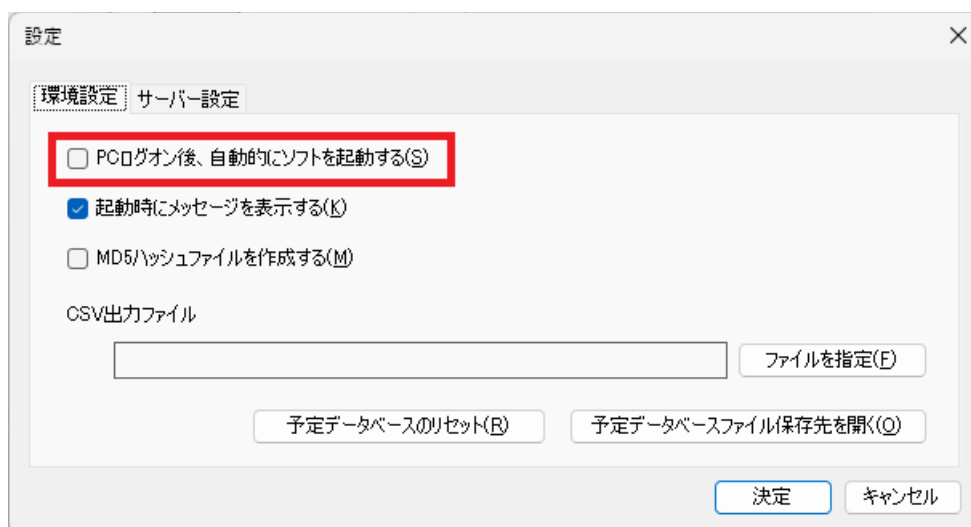 設定
環境設定 サーバー設定
PCログオン後、自動的にソフトを起動する(S)
起動時にメッセージを表示する(K)
MD5ハッシュファイルを作成する(M)
CSV出力ファイル
ファイルを指定(F)
予定データベースのリセット(R) 予定データベースファイル保存先を開く(O)
決定 キャンセル